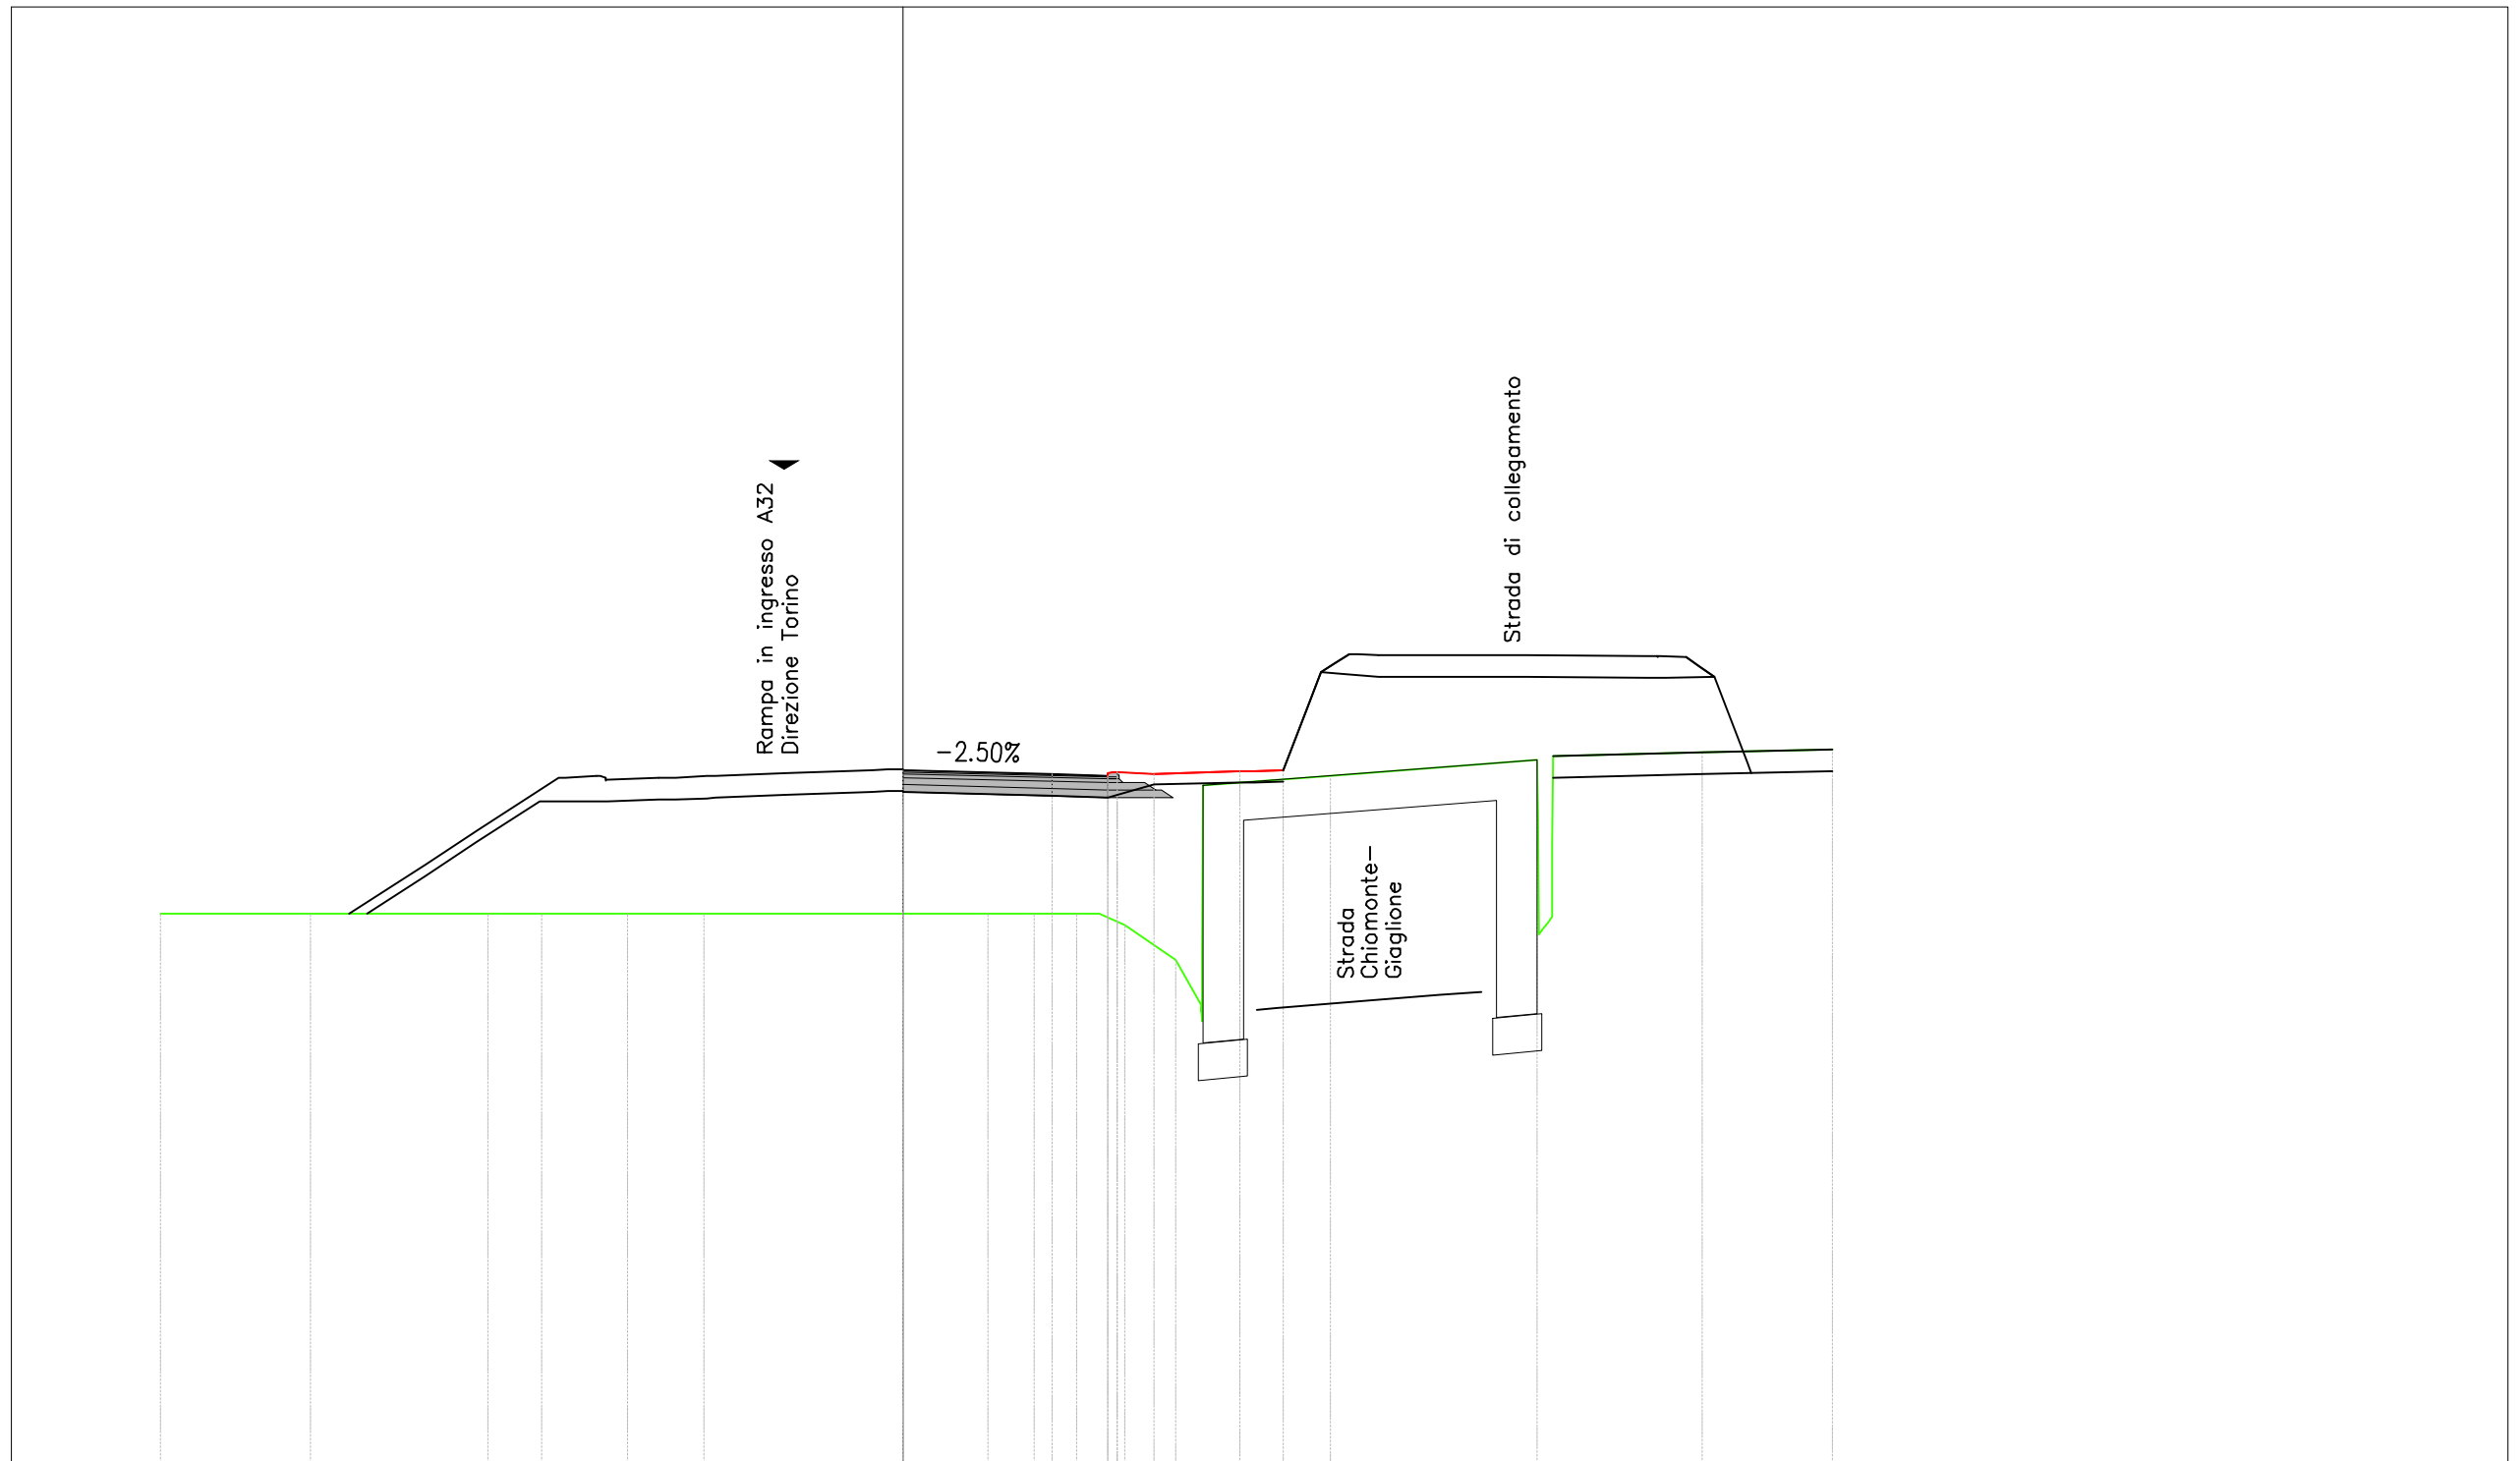 Rampa in ingresso A32
Direzione Torino
-2.50%
Strada di collegamento
Strada
Chiomonte-
Giaglione